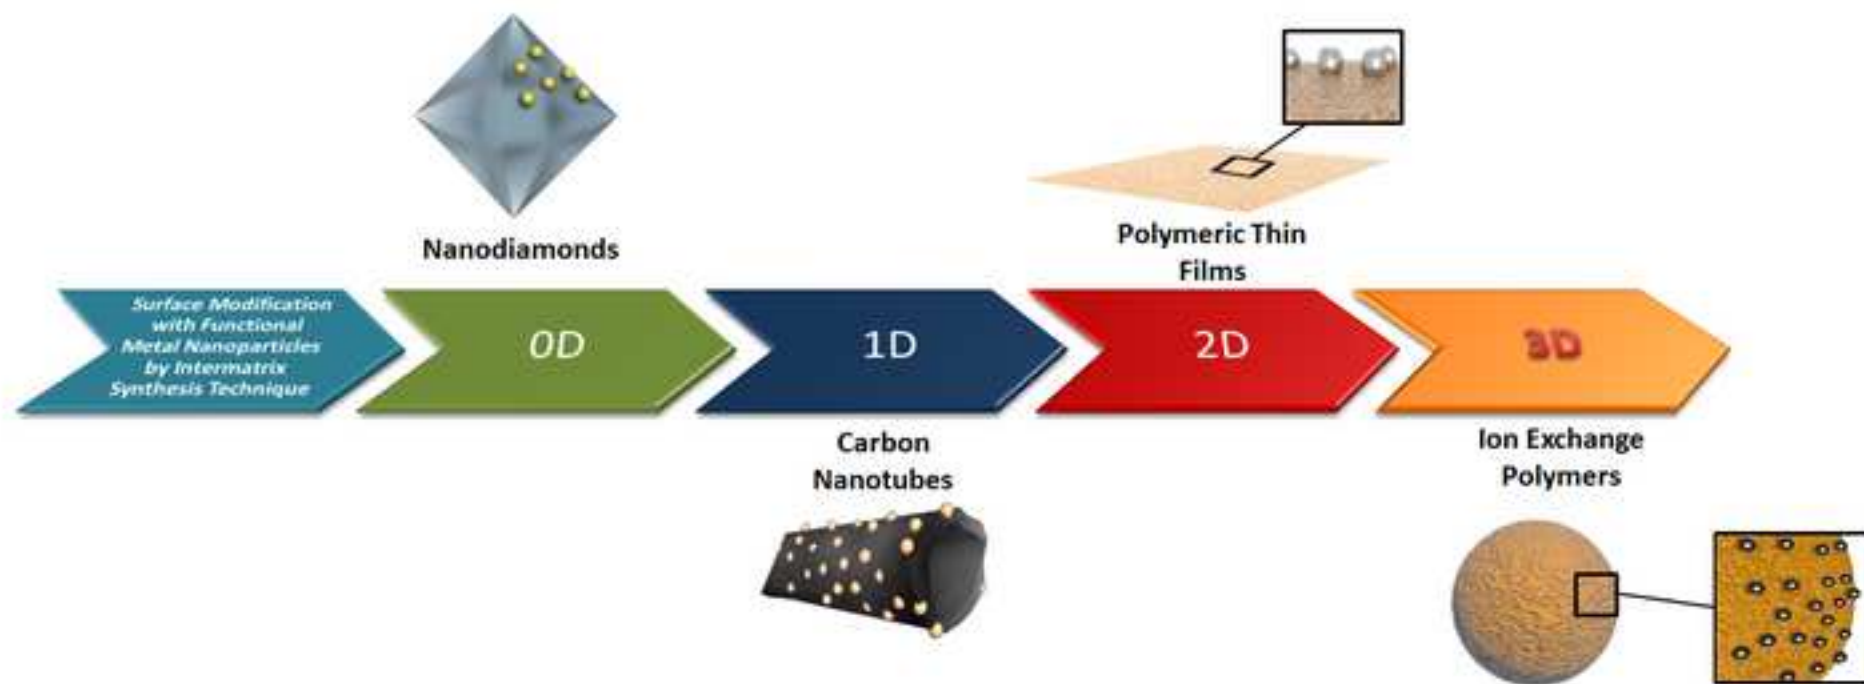 Nanodiamonds
Polymeric Thin
Films
Surface Modification
with Functional
Metal Nanoparticles
by Intermatrix
Synthesis Technique
0D
1D
2D
3D
Carbon
Nanotubes
Ion Exchange
Polymers